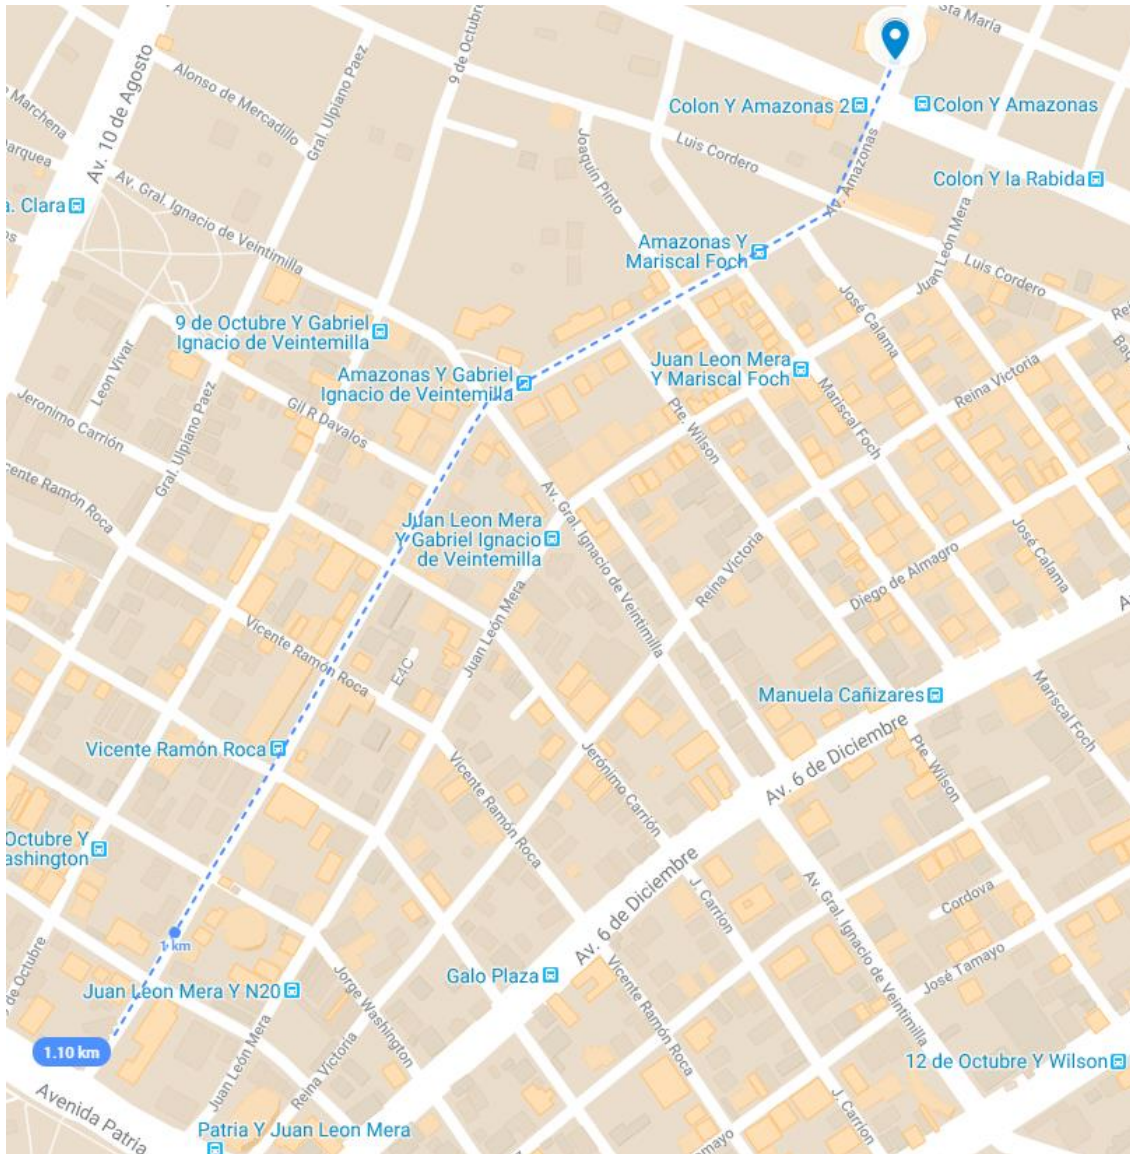 Sta María
9 de Octubre
Av. 10 de Agosto
Alonso de Mercadillo
Gral. Ulpiano Paez
Marchena
Colon Y Amazonas 2
Colon Y Amazonas
Joaquín Pinto
Luis Cordero
Av. Amazonas
Colon Y la Rabida
Av. Gral. Ignacio de Veintimilla
a. Clara
Juan León Mera
Amazonas Y
Mariscal Foch
Luis Cordero
José Calama
9 de Octubre Y Gabriel
Ignacio de Veintemilla
Leon Vivar
Juan Leon Mera
Y Mariscal Foch
Reina Victoria
Amazonas Y Gabriel
Ignacio de Veintemilla
Jeronimo Carrión
Gral. Ulpiano Paez
Gil R Davalos
Pte. Wilson
Mariscal Foch
Vicente Ramón Roca
Av. Gral. Ignacio de Veintimilla
Juan Leon Mera
Y Gabriel Ignacio
de Veintemilla
José Calama
Reina Victoria
Diego de Almagro
Juan León Mera
Vicente Ramón Roca
E4C
Manuela Cañizares
Mariscal Foch
Vicente Ramón Roca
Vicente Ramón Roca
Jerónimo Carrión
Av. 6 de Diciembre
Pte. Wilson
Octubre Y
ashington
Av. 6 de Diciembre
J. Carrion
Av. Gral. Ignacio de Veintimilla
Cordova
1 km
Galo Plaza
José Tamayo
de Octubre
Juan Leon Mera Y N20
Jorge Washington
Vicente Ramón Roca
1.10 km
Juan León Mera
Reina Victoria
12 de Octubre Y Wilson
Avenida Patria
Patria Y Juan Leon Mera
J. Carrion
Tamayo